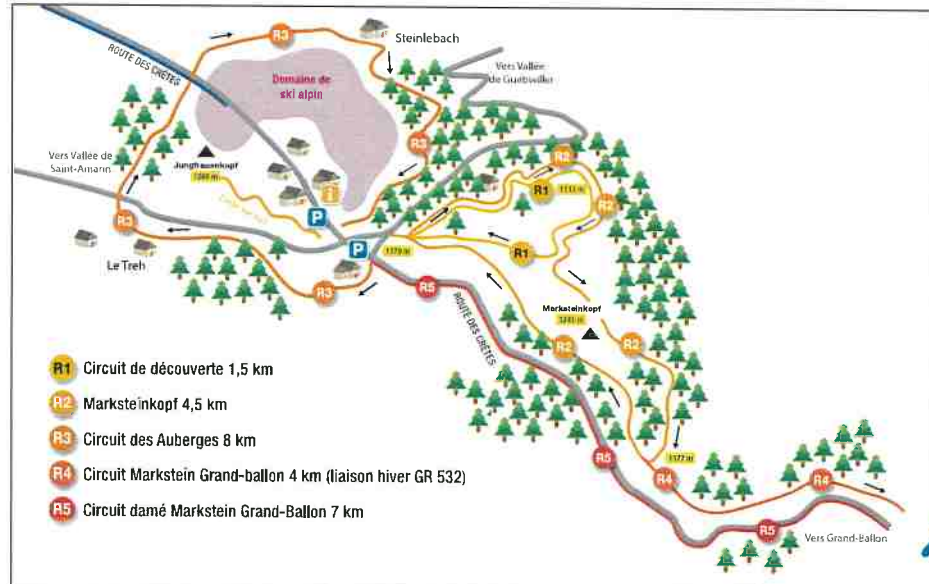 R3
Steinlebach
ROUTE DES CRÊTES
Domaine de
ski alpin
Vers Vallée
de Guebwiller
R3
Vers Vallée de
Saint-Amarin
Jungfrauenkopf
i
P
R2
R1
R2
R3
P
R1
Le Treh
R3
R5
ROUTE DES CRÊTES
Marksteinkopf
R2
R2
R1 Circuit de découverte 1,5 km
R2 Marksteinkopf 4,5 km
R3 Circuit des Auberges 8 km
R4 Circuit Markstein Grand-ballon 4 km (liaison hiver GR 532)
R5 Circuit damé Markstein Grand-Ballon 7 km
1177 m
R5
R4
R4
R5
Vers Grand-Ballon